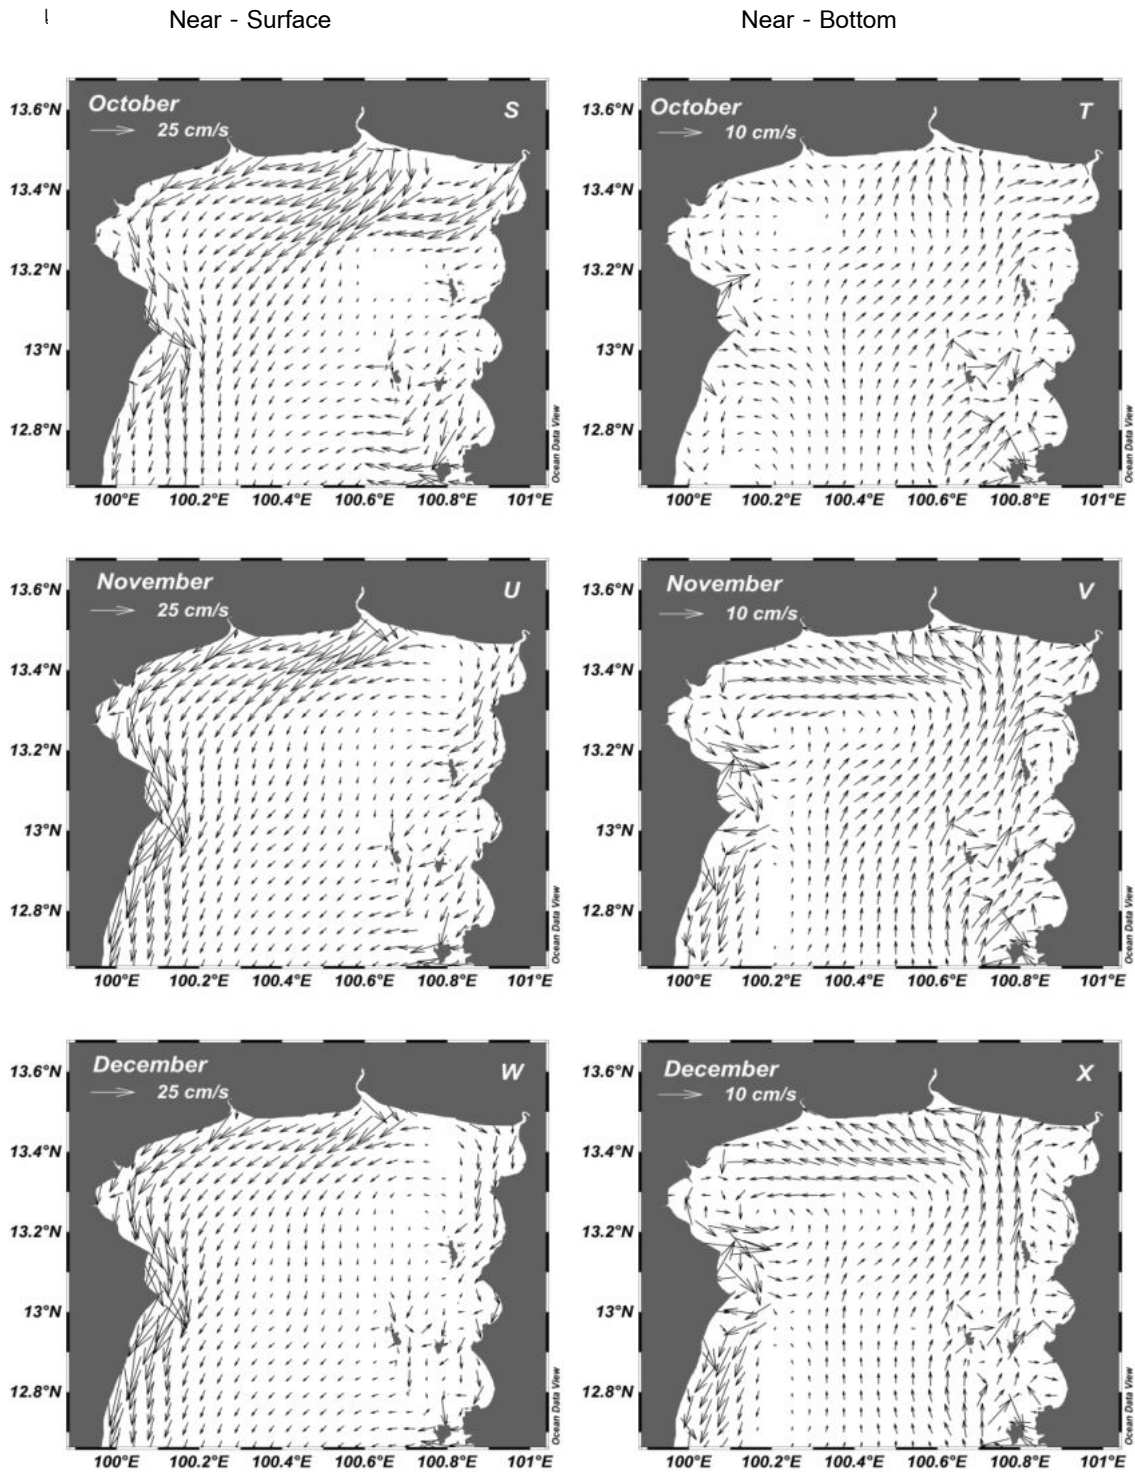 Near - Surface Near - Bottom
October S
25 cm/s
13.6°N
13.4°N
13.2°N
13°N
12.8°N
100°E 100.2°E 100.4°E 100.6°E 100.8°E 101°E
Ocean Data View
October T
10 cm/s
13.6°N
13.4°N
13.2°N
13°N
12.8°N
100°E 100.2°E 100.4°E 100.6°E 100.8°E 101°E
Ocean Data View
November U
25 cm/s
13.6°N
13.4°N
13.2°N
13°N
12.8°N
100°E 100.2°E 100.4°E 100.6°E 100.8°E 101°E
Ocean Data View
November V
10 cm/s
13.6°N
13.4°N
13.2°N
13°N
12.8°N
100°E 100.2°E 100.4°E 100.6°E 100.8°E 101°E
Ocean Data View
December W
25 cm/s
13.6°N
13.4°N
13.2°N
13°N
12.8°N
100°E 100.2°E 100.4°E 100.6°E 100.8°E 101°E
Ocean Data View
December X
10 cm/s
13.6°N
13.4°N
13.2°N
13°N
12.8°N
100°E 100.2°E 100.4°E 100.6°E 100.8°E 101°E
Ocean Data View